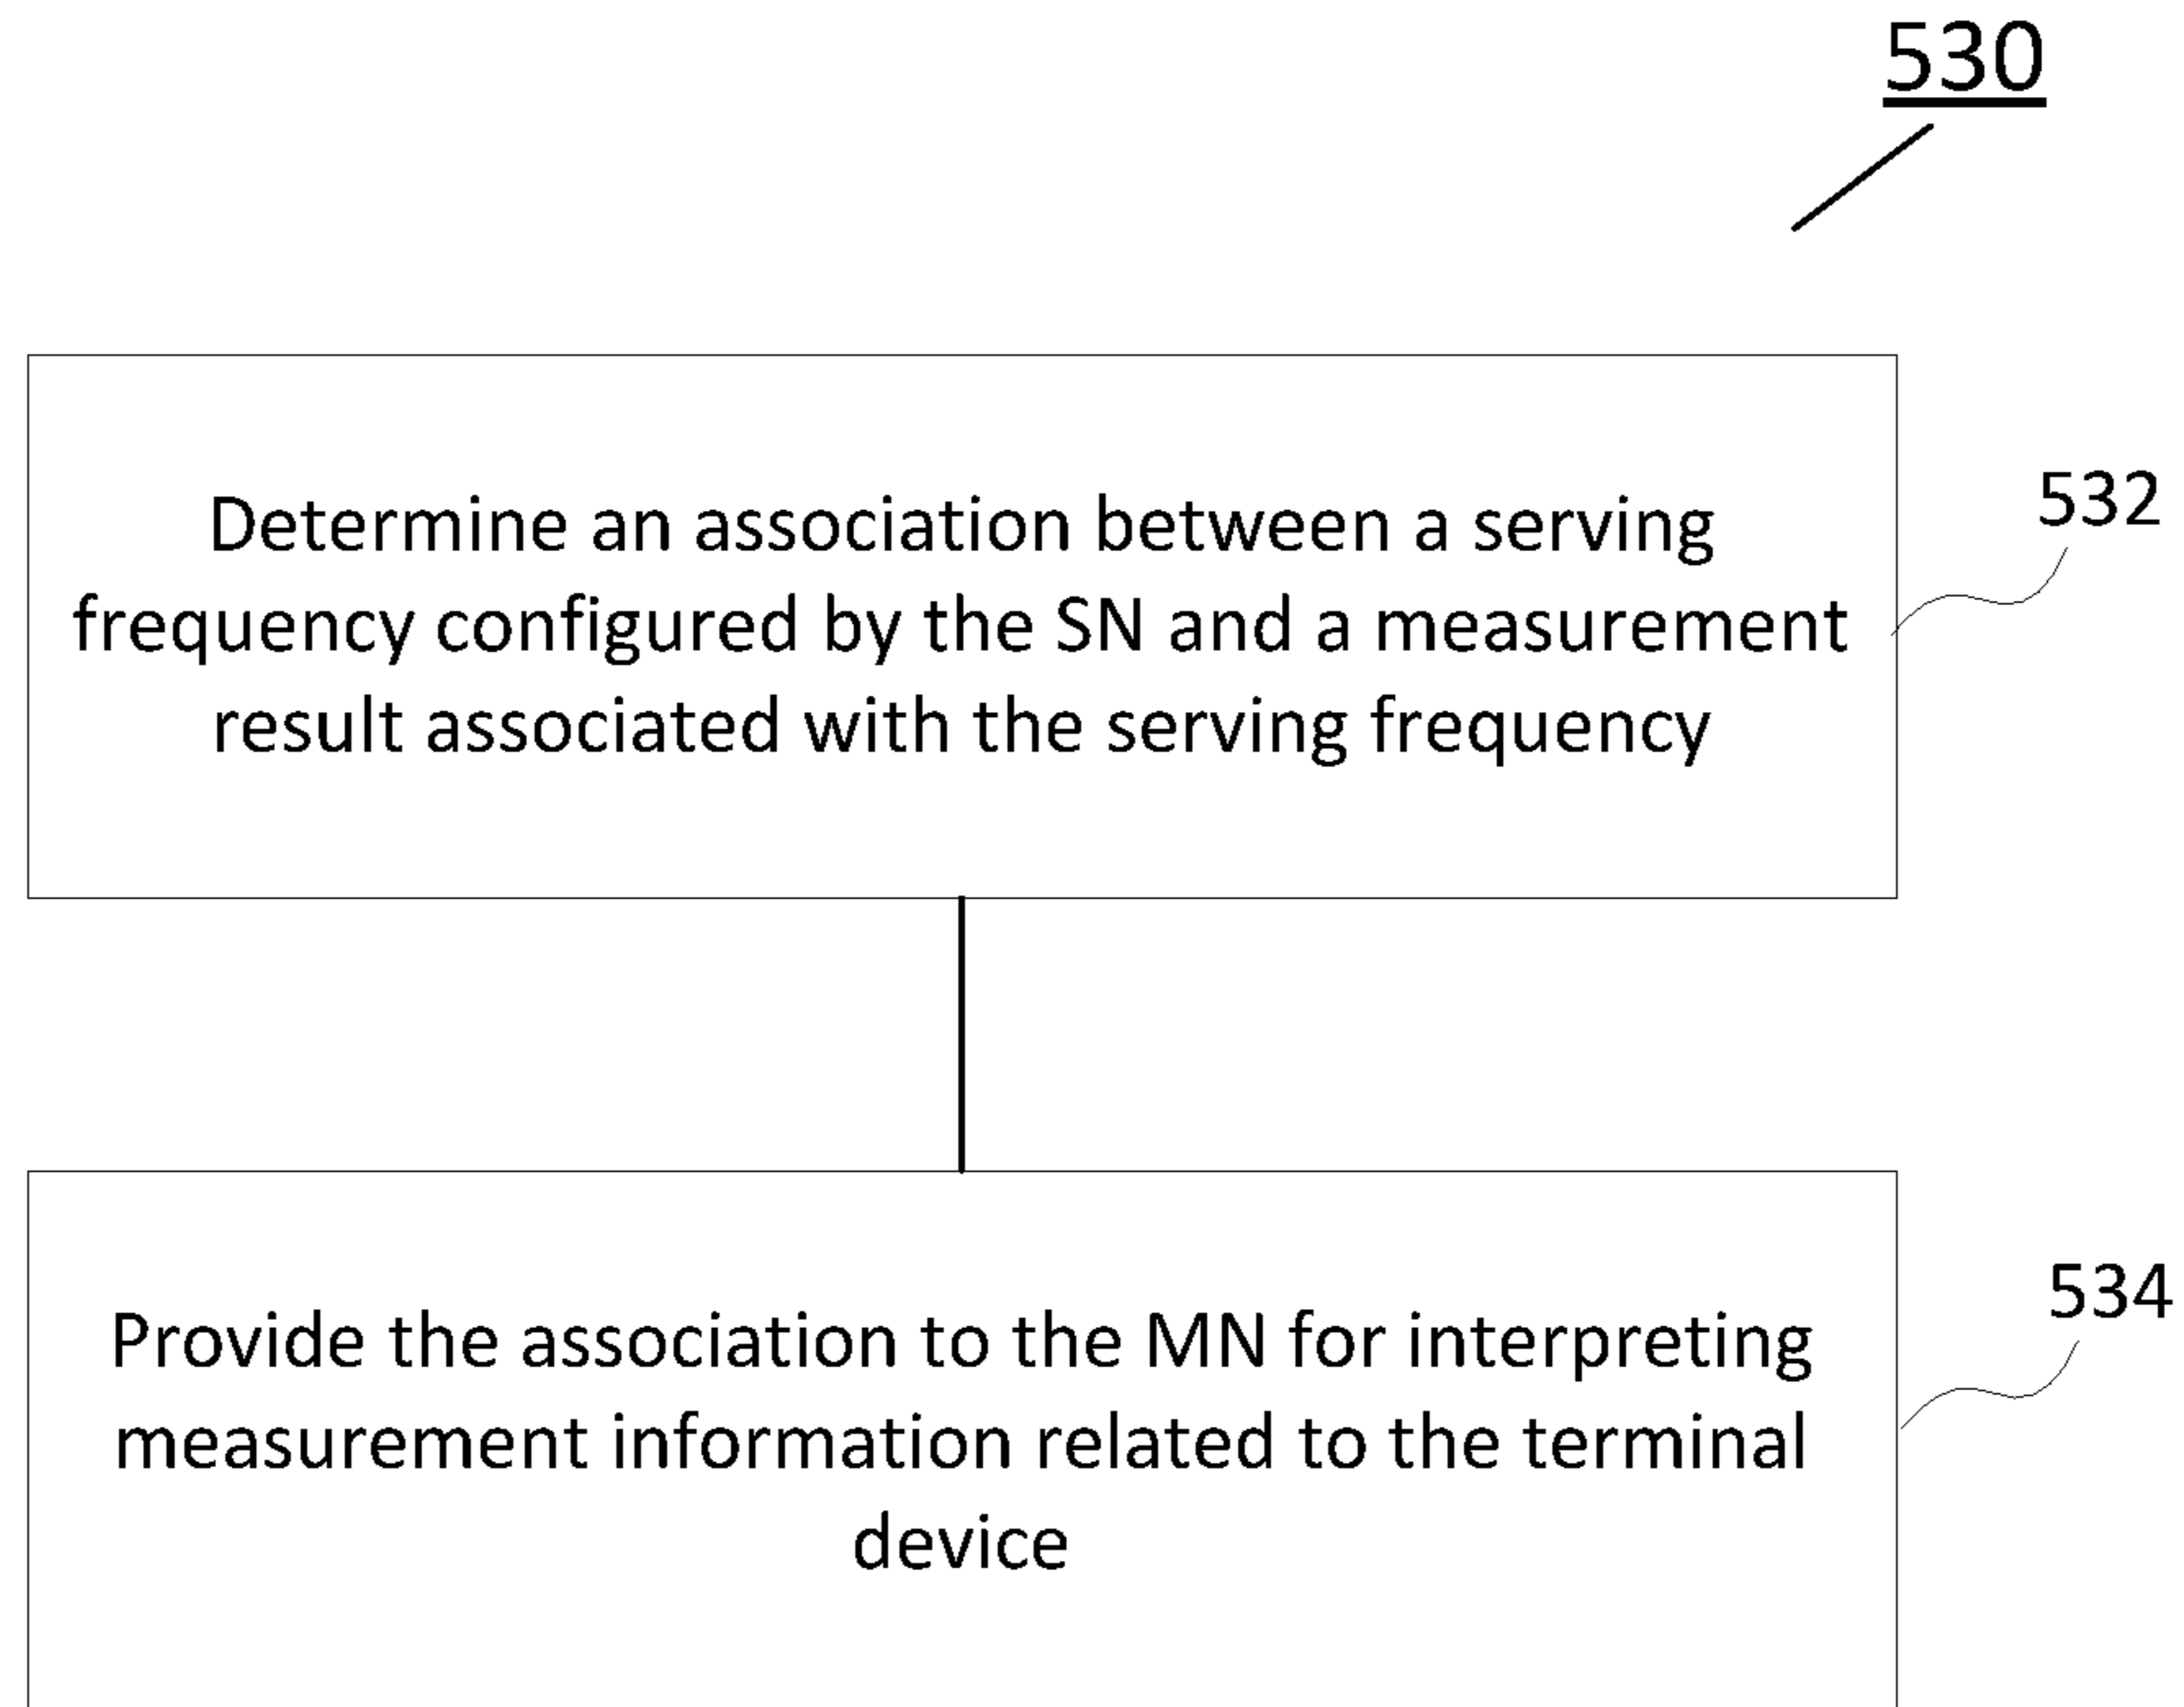 530
Determine an association between a serving
532
frequency configured by the SN and a measurement
result associated with the serving frequency
534
Provide the association to the MN for interpreting
measurement information related to the terminal
device